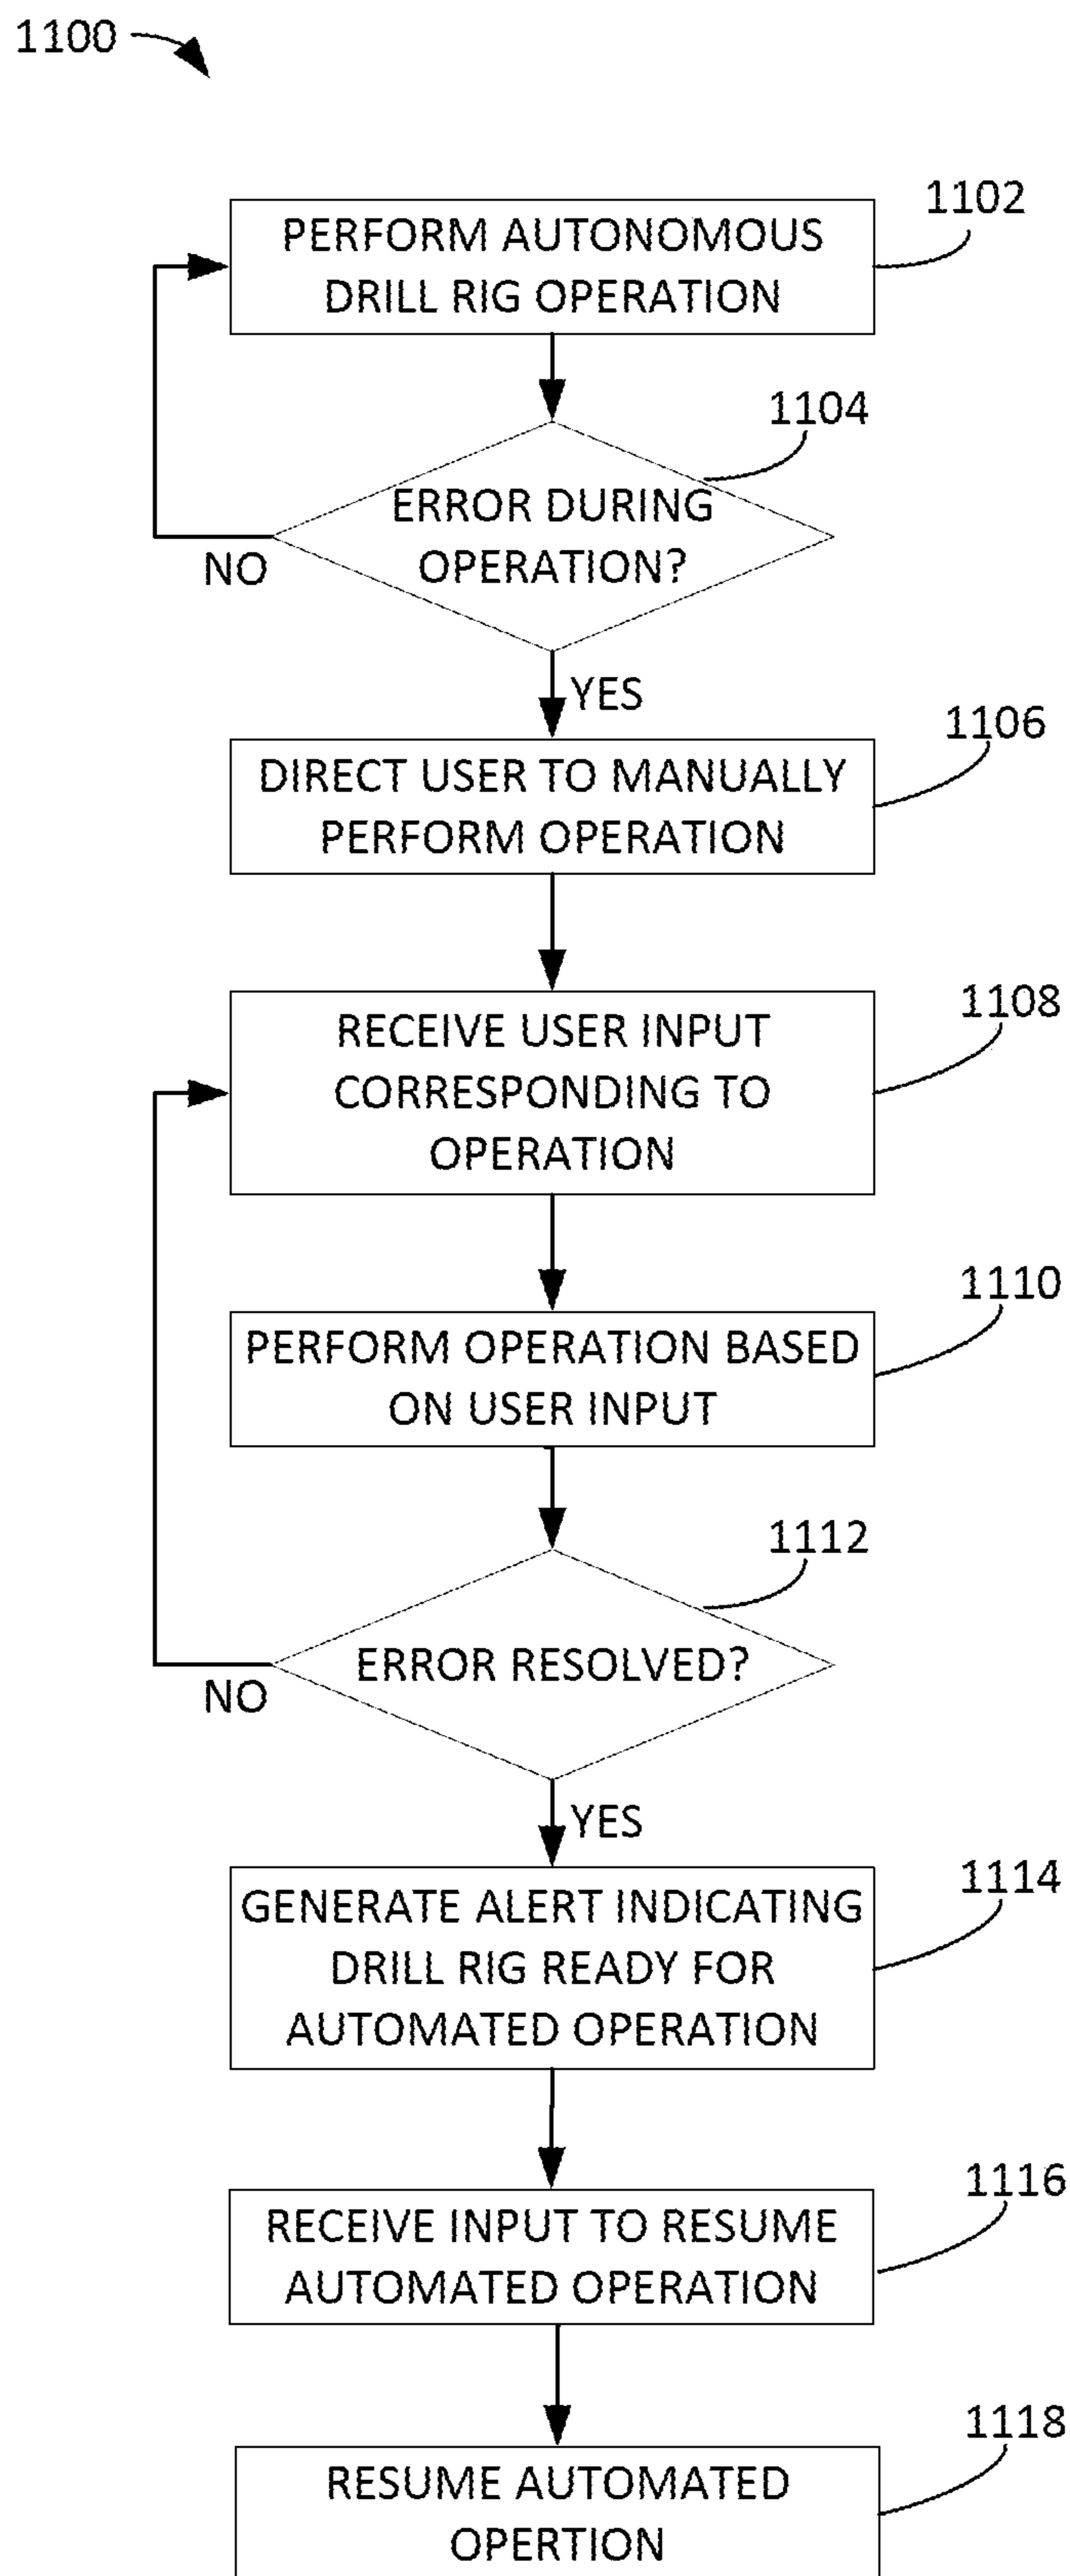 1100
1102
PERFORM AUTONOMOUS
DRILL RIG OPERATION
1104
ERROR DURING
OPERATION?
NO
YES
1106
DIRECT USER TO MANUALLY
PERFORM OPERATION
1108
RECEIVE USER INPUT
CORRESPONDING TO
OPERATION
1110
PERFORM OPERATION BASED
ON USER INPUT
1112
ERROR RESOLVED?
NO
YES
1114
GENERATE ALERT INDICATING
DRILL RIG READY FOR
AUTOMATED OPERATION
1116
RECEIVE INPUT TO RESUME
AUTOMATED OPERATION
1118
RESUME AUTOMATED
OPERTION